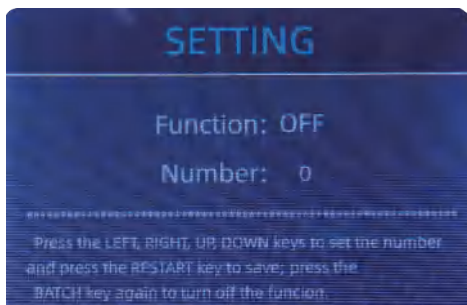 SETTING
Function: OFF
Number: 0
Press the LEFT, RIGHT, UP, DOWN keys to set the number
and press the RESTART key to save; press the
BATCH key again to turn off the funcion.